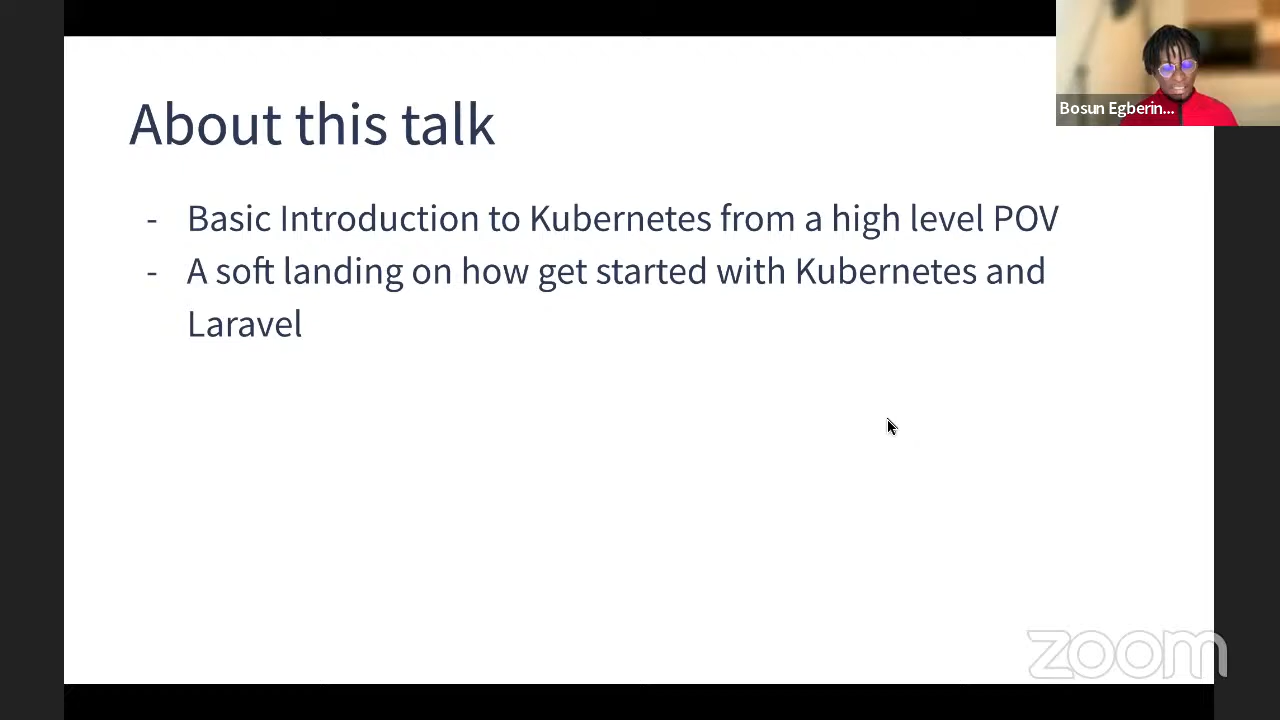 About this talk
- Basic Introduction to Kubernetes from a high level POV
- A soft landing on how get started with Kubernetes and
Laravel
Bosun Egberin...
zoom